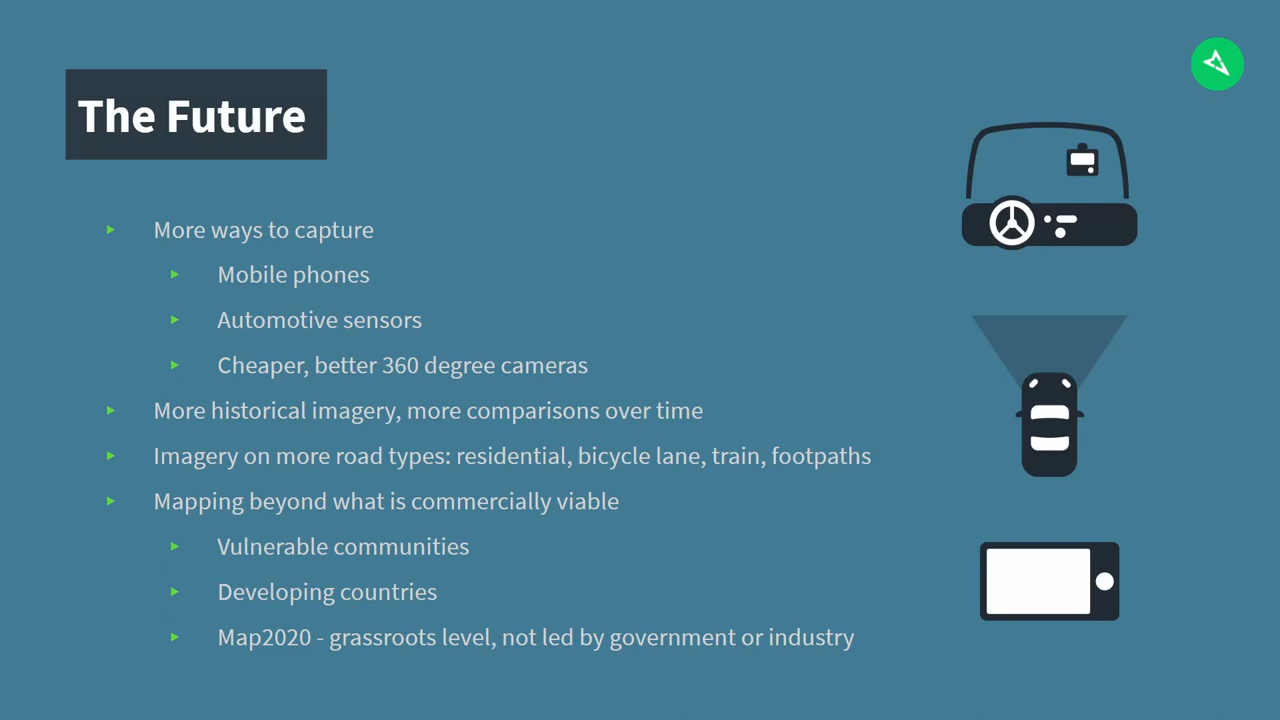 The Future
More ways to capture
Mobile phones
Automotive sensors
Cheaper, better 360 degree cameras
More historical imagery, more comparisons over time
Imagery on more road types: residential, bicycle lane, train, footpaths
Mapping beyond what is commercially viable
Vulnerable communities
Developing countries
Map2020 - grassroots level, not led by government or industry